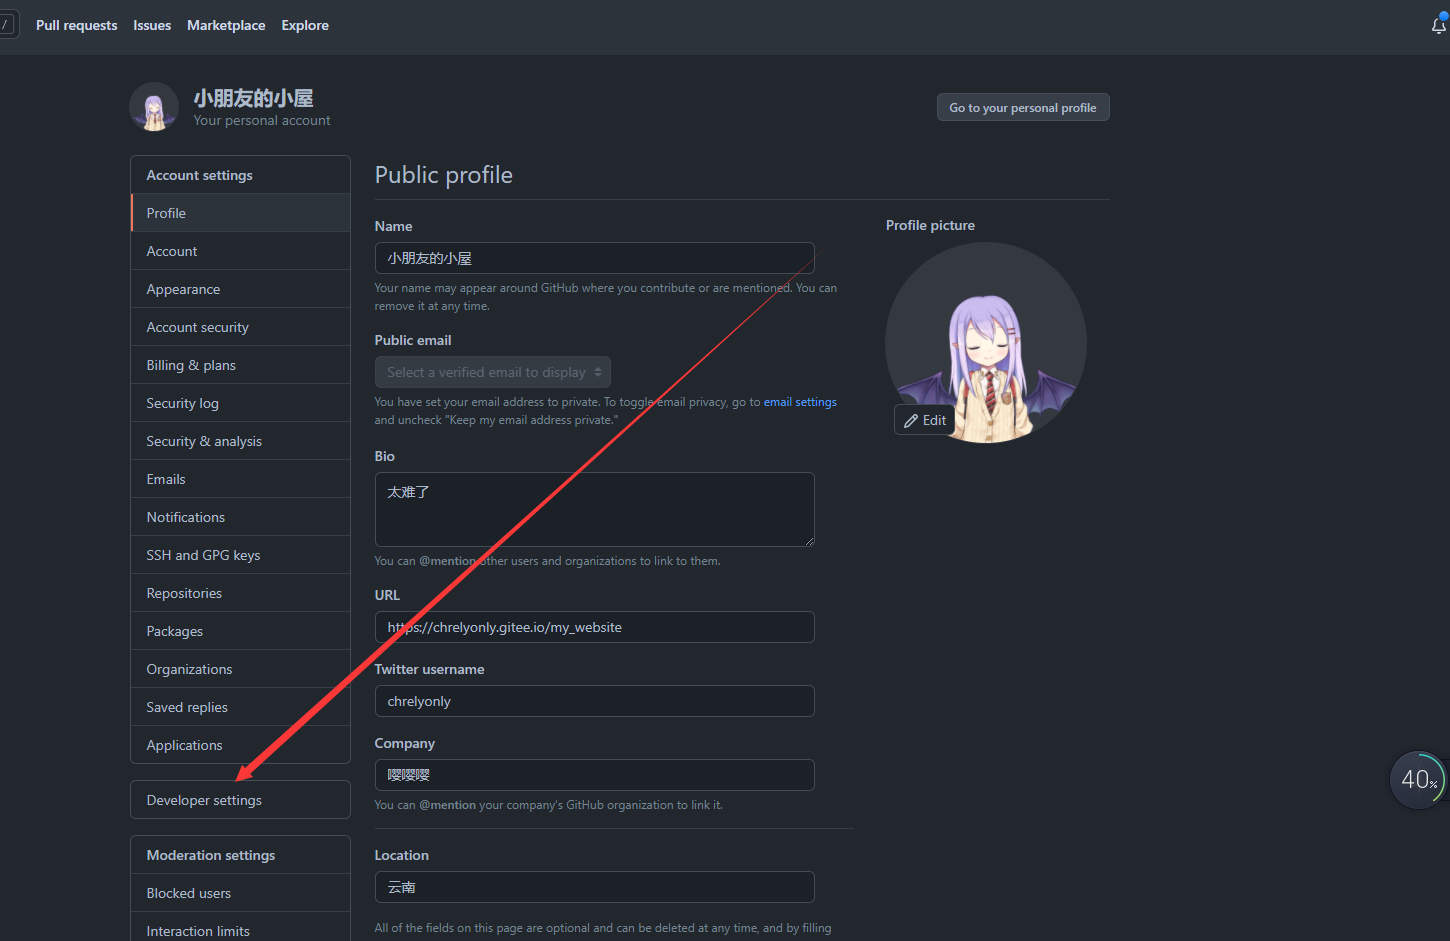 / Pull requests Issues Marketplace Explore
小朋友的小屋
Your personal account
Go to your personal profile
Account settings
Profile
Account
Appearance
Account security
Billing & plans
Security log
Security & analysis
Emails
Notifications
SSH and GPG keys
Repositories
Packages
Organizations
Saved replies
Applications
Developer settings
Moderation settings
Blocked users
Interaction limits
Public profile
Name
小朋友的小屋
Your name may appear around GitHub where you contribute or are mentioned. You can
remove it at any time.
Public email
Select a verified email to display
You have set your email address to private. To toggle email privacy, go to email settings
and uncheck "Keep my email address private."
Bio
太难了
You can @mention other users and organizations to link to them.
URL
https://chrelyonly.gitee.io/my_website
Twitter username
chrelyonly
Company
嘤嘤嘤
You can @mention your company's GitHub organization to link it.
Location
云南
All of the fields on this page are optional and can be deleted at any time, and by filling
Profile picture
Edit
40%